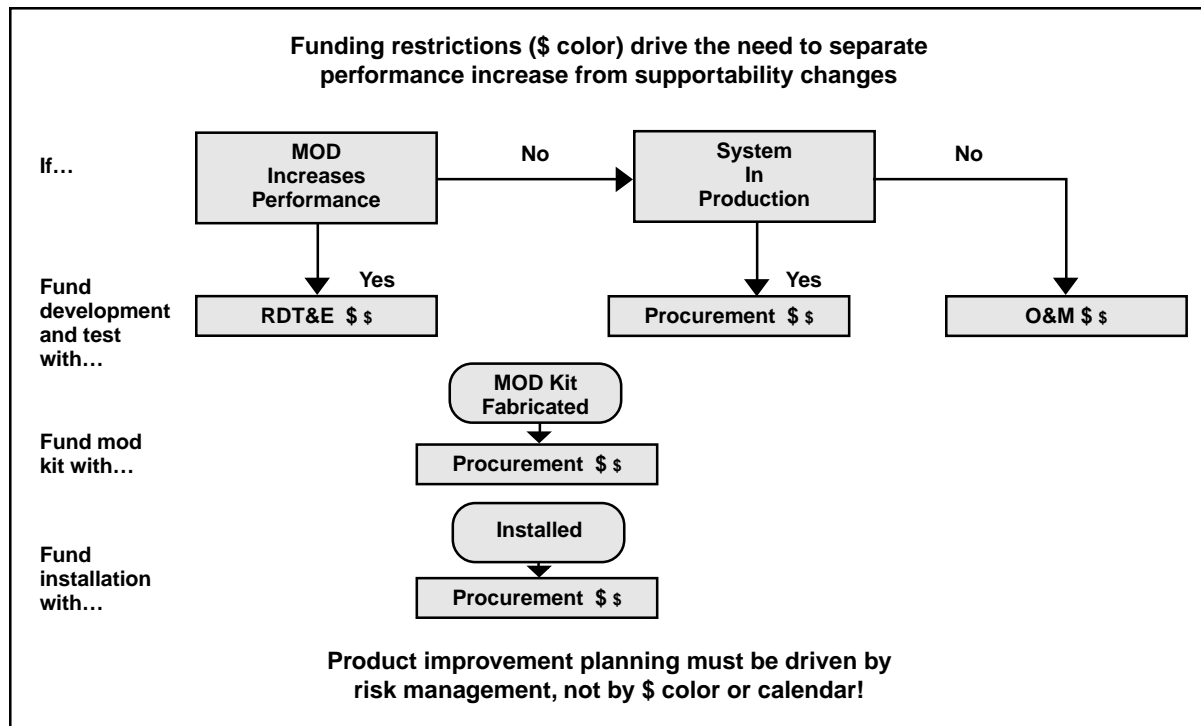 Funding restrictions ($ color) drive the need to separate
performance increase from supportability changes
If…
MOD
Increases
Performance
No
System
In
Production
No
Yes
Yes
Fund
development
and test
with…
RDT&E $ $
Procurement $ $
O&M $ $
MOD Kit
Fabricated
Fund mod
kit with…
Procurement $ $
Installed
Fund
installation
with…
Procurement $ $
Product improvement planning must be driven by
risk management, not by $ color or calendar!